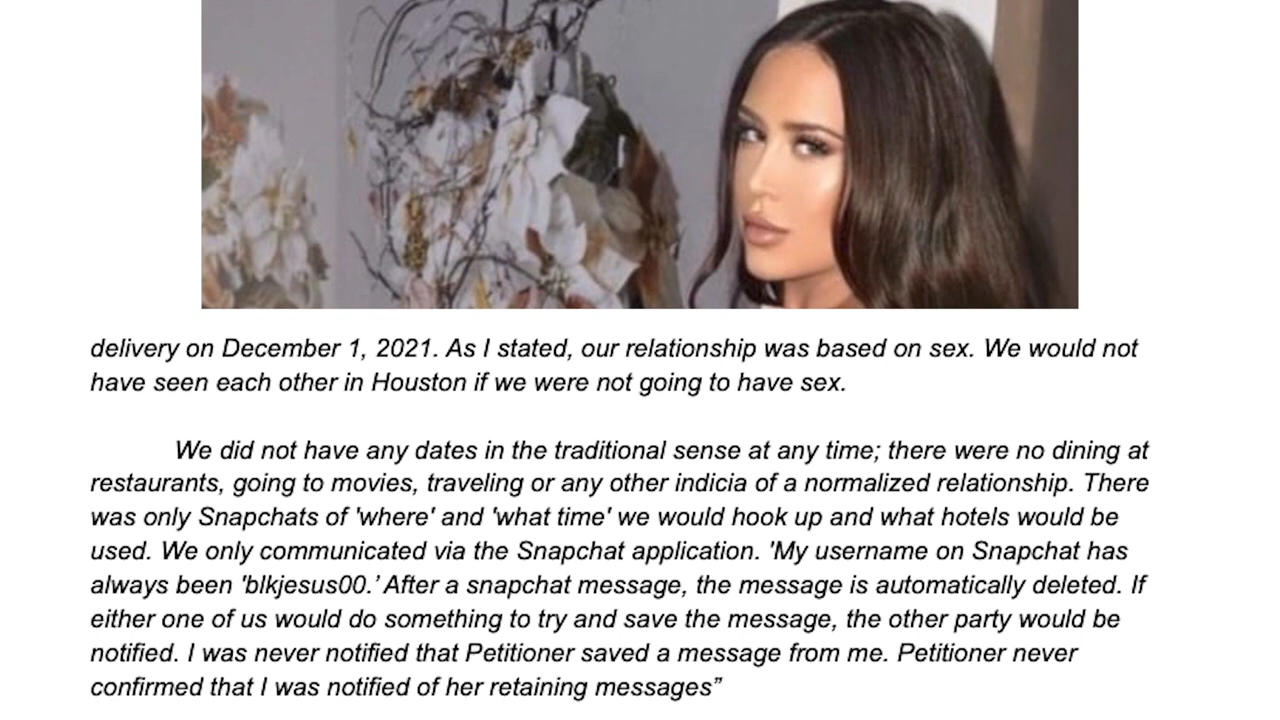 delivery on December 1, 2021. As I stated, our relationship was based on sex. We would not
have seen each other in Houston if we were not going to have sex.
We did not have any dates in the traditional sense at any time; there were no dining at
restaurants, going to movies, traveling or any other indicia of a normalized relationship. There
was only Snapchats of 'where' and 'what time' we would hook up and what hotels would be
used. We only communicated via the Snapchat application. 'My username on Snapchat has
always been 'blkjesus00.’ After a snapchat message, the message is automatically deleted. If
either one of us would do something to try and save the message, the other party would be
notified. I was never notified that Petitioner saved a message from me. Petitioner never
confirmed that I was notified of her retaining messages”